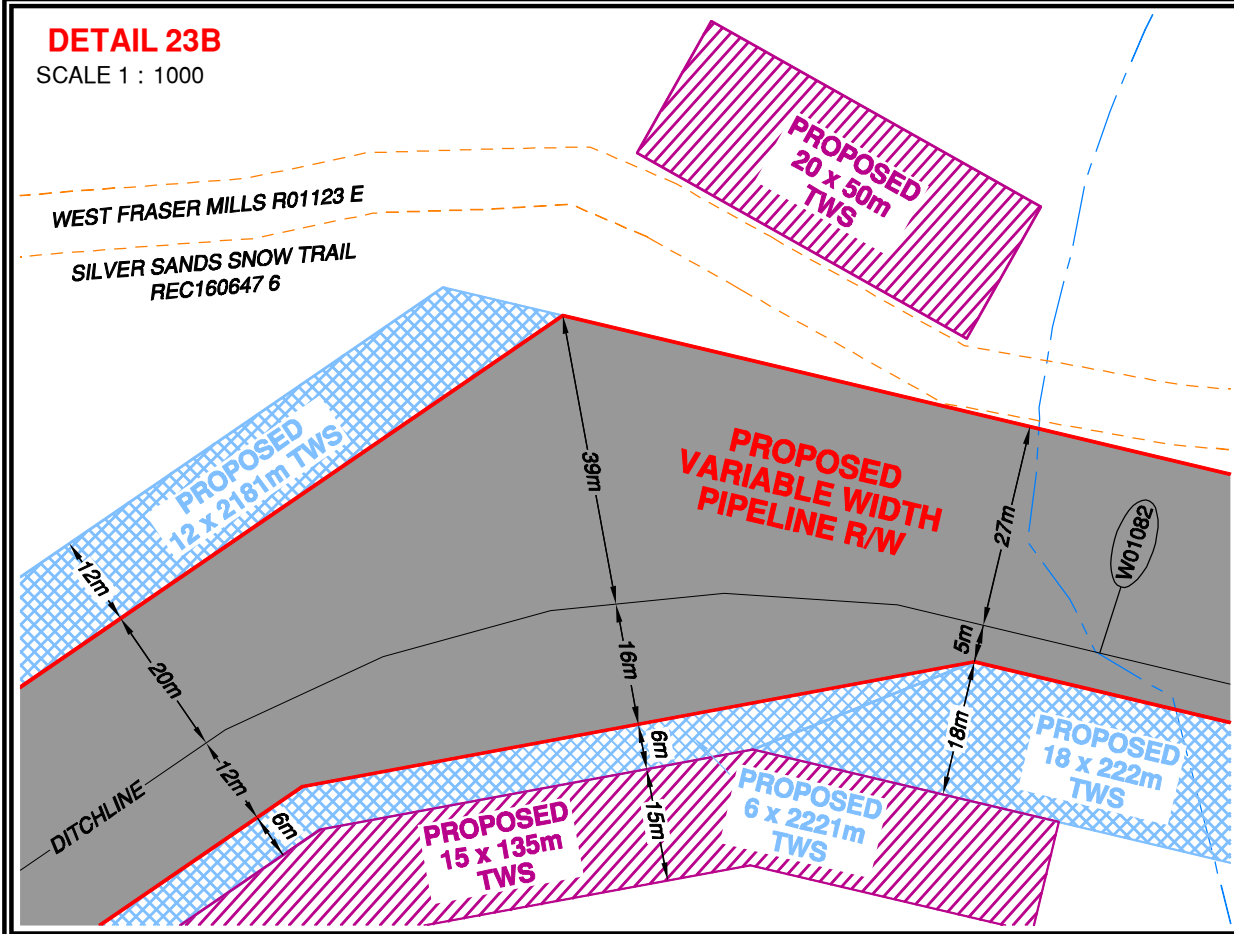 DETAIL 23B
SCALE 1 : 1000
PROPOSED
20 x 50m
TWS
WEST FRASER MILLS R01123 E
SILVER SANDS SNOW TRAIL
REC160647 6
PROPOSED
12 x 2181m TWS
39m
PROPOSED
VARIABLE WIDTH
PIPELINE R/W
27m
W01082
12m
20m
16m
5m
12m
6m
6m
18m
15m
DITCHLINE
PROPOSED
18 x 222m
TWS
PROPOSED
6 x 2221m
TWS
PROPOSED
15 x 135m
TWS